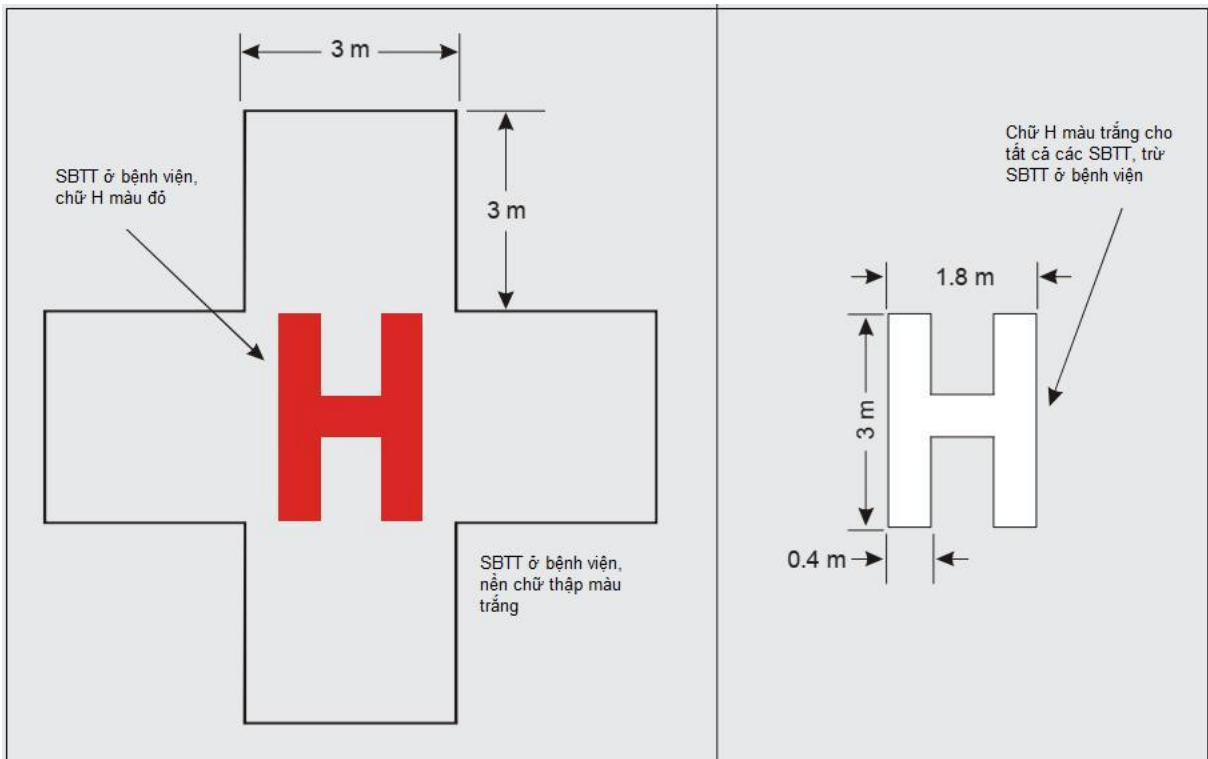 3 m
SBTT ở bệnh viện,
chữ H màu đỏ
3 m
H
SBTT ở bệnh viện,
nền chữ thập màu
trắng
Chữ H màu trắng cho
tất cả các SBTT, trừ
SBTT ở bệnh viện
1.8 m
3 m
H
0.4 m